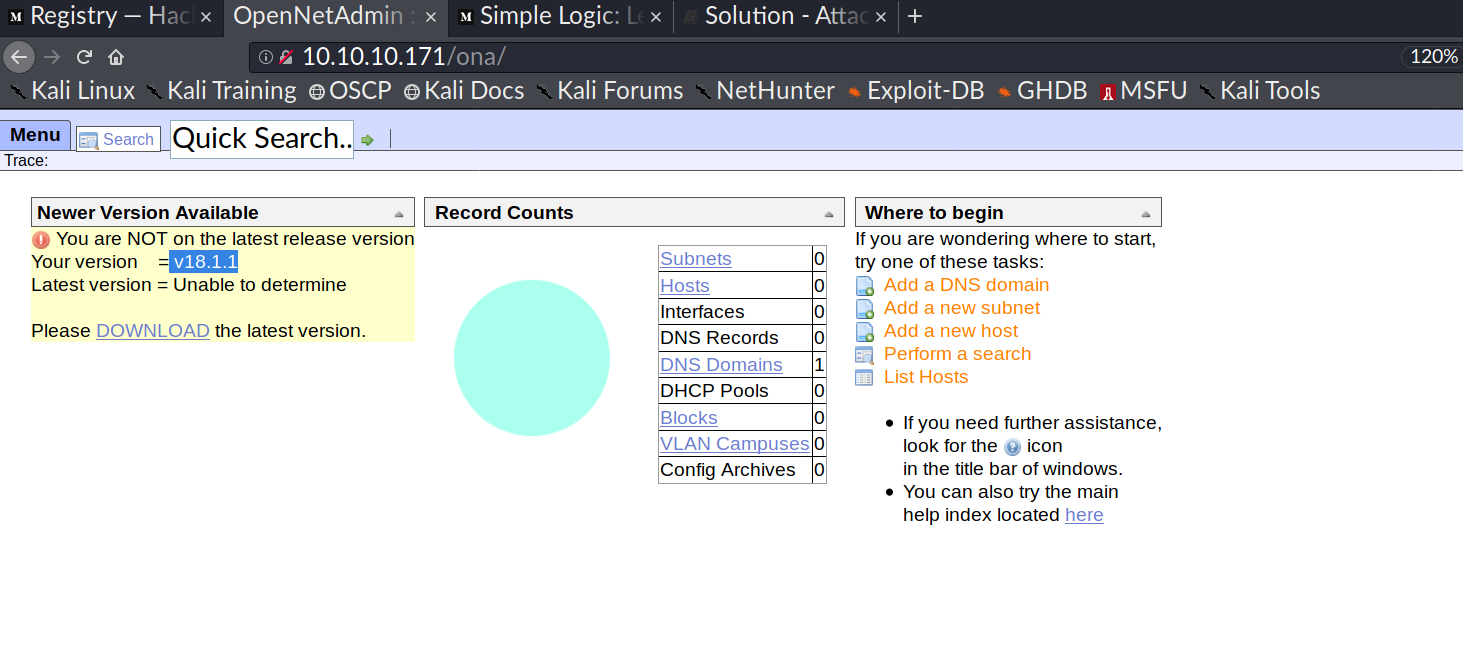 Registry — Hac
OpenNetAdmin ::
Simple Logic: Le
Solution - Attac
10.10.10.171/ona/
120%
Kali Linux
Kali Training
OSCP
Kali Docs
Kali Forums
NetHunter
Exploit-DB
GHDB
MSFU
Kali Tools
Menu
Search
Quick Search..
Trace:
Newer Version Available
You are NOT on the latest release version
Your version = v18.1.1
Latest version = Unable to determine
Please DOWNLOAD the latest version.
Record Counts
Subnets 0
Hosts 0
Interfaces 0
DNS Records 0
DNS Domains 1
DHCP Pools 0
Blocks 0
VLAN Campuses 0
Config Archives 0
Where to begin
If you are wondering where to start,
try one of these tasks:
Add a DNS domain
Add a new subnet
Add a new host
Perform a search
List Hosts
If you need further assistance,
look for the icon
in the title bar of windows.
You can also try the main
help index located here